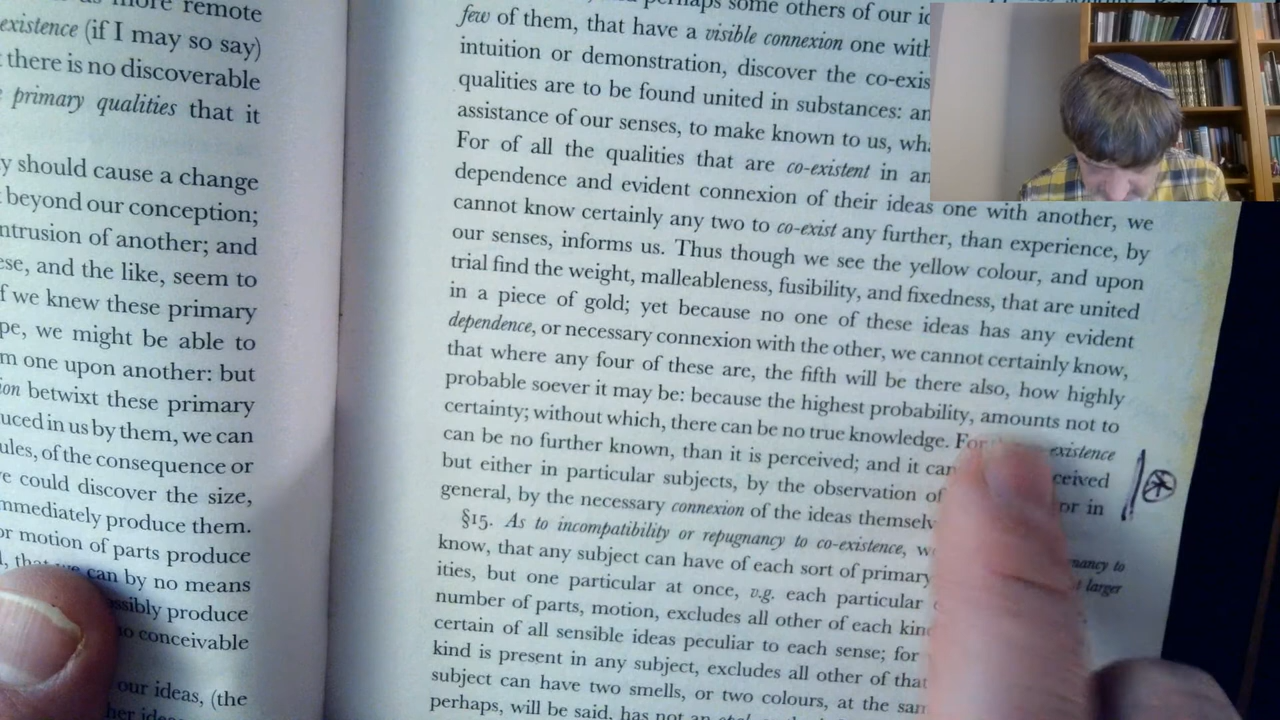 as more remote
existence (if I may so say)
there is no discoverable
primary qualities that it
should cause a change
beyond our conception;
ntrusion of another; and
ese, and the like, seem to
f we knew these primary
pe, we might be able to
m one upon another: but
ion betwixt these primary
uced in us by them, we can
ules, of the consequence or
we could discover the size,
mmediately produce them.
or motion of parts produce
that we can by no means
possibly produce
no conceivable
our ideas, (the
perhaps some others of our
few of them, that have a visible connexion one with
intuition or demonstration, discover the co-exis
qualities are to be found united in substances: an
assistance of our senses, to make known to us, wha
For of all the qualities that are co-existent in an
dependence and evident connexion of their ideas one with another, we
cannot know certainly any two to co-exist any further, than experience, by
our senses, informs us. Thus though we see the yellow colour, and upon
trial find the weight, malleableness, fusibility, and fixedness, that are united
in a piece of gold; yet because no one of these ideas has any evident
dependence, or necessary connexion with the other, we cannot certainly know,
that where any four of these are, the fifth will be there also, how highly
probable soever it may be: because the highest probability, amounts not to
certainty; without which, there can be no true knowledge. For existence
can be no further known, than it is perceived; and it can ceived
but either in particular subjects, by the observation of or in
general, by the necessary connexion of the ideas themselv
§15. As to incompatibility or repugnancy to co-existence, we nancy to
know, that any subject can have of each sort of primary larger
ities, but one particular at once, v.g. each particular
number of parts, motion, excludes all other of each kind
certain of all sensible ideas peculiar to each sense; for
kind is present in any subject, excludes all other of that
subject can have two smells, or two colours, at the sam
perhaps, will be said, has not an